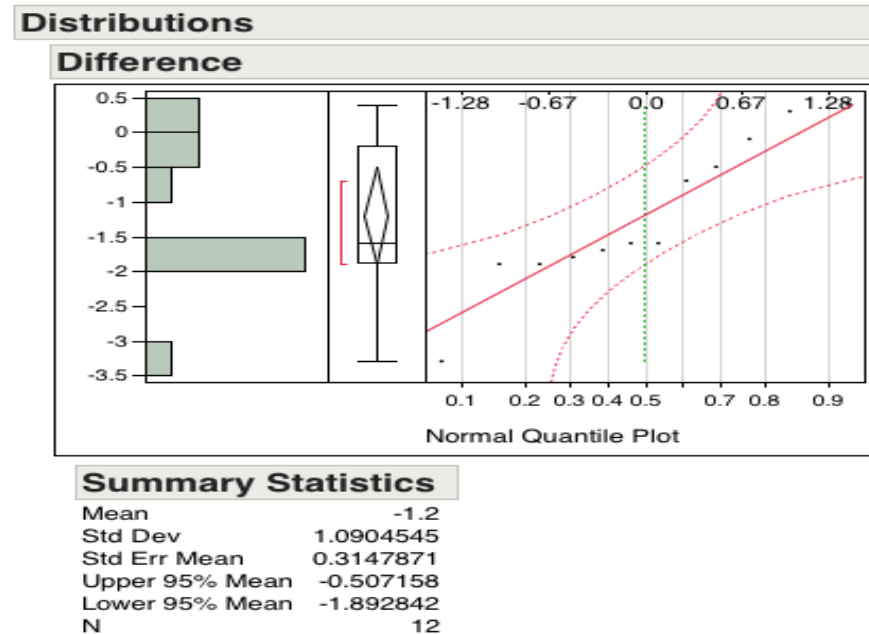 Distributions
Difference
-1.28 -0.67 0.0 0.67 1.28
0.5
0
-0.5
-1
-1.5
-2
-2.5
-3
-3.5
0.1 0.2 0.3 0.4 0.5 0.7 0.8 0.9
Normal Quantile Plot
Summary Statistics
Mean -1.2
Std Dev 1.0904545
Std Err Mean 0.3147871
Upper 95% Mean -0.507158
Lower 95% Mean -1.892842
N 12